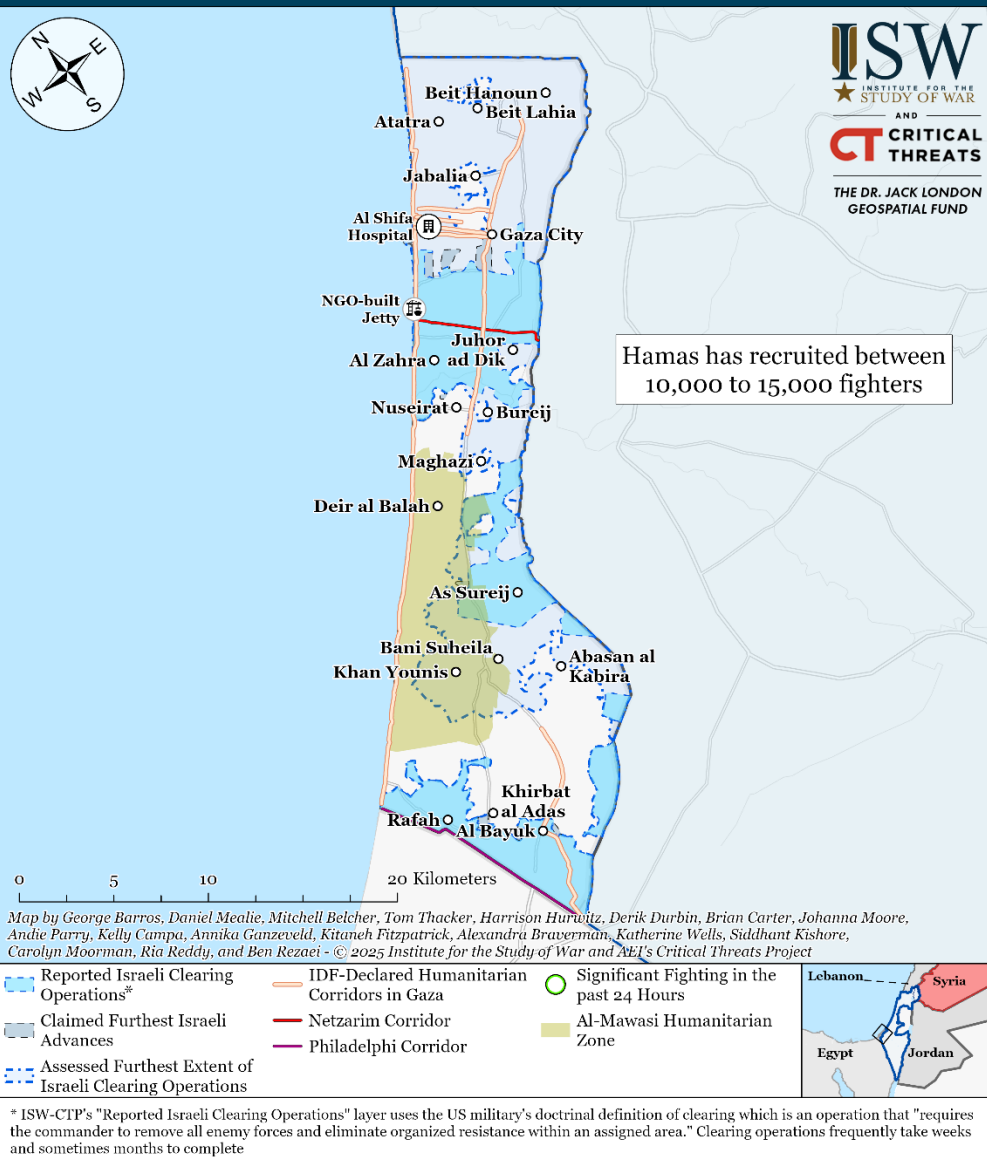 N
E
W
S
ISW
INSTITUTE FOR THE
STUDY OF WAR
AND
CT CRITICAL
THREATS
THE DR. JACK LONDON
GEOSPATIAL FUND
Beit Hanoun
Beit Lahia
Atatra
Jabalia
Al Shifa
Hospital
Gaza City
NGO-built
Jetty
Juhor
ad Dik
Al Zahra
Hamas has recruited between
10,000 to 15,000 fighters
Nuseirat
Bureij
Maghazi
Deir al Balah
As Sureij
Bani Suheila
Abasan al
Kabira
Khan Younis
Khirbat
al Adas
Rafah
Al Bayuk
0 5 10 20 Kilometers
Map by George Barros, Daniel Mealie, Mitchell Belcher, Tom Thacker, Harrison Hurwitz, Derik Durbin, Brian Carter, Johanna Moore,
Andie Parry, Kelly Campa, Annika Ganzeveld, Kitaneh Fitzpatrick, Alexandra Braverman, Katherine Wells, Siddhant Kishore,
Carolyn Moorman, Ria Reddy, and Ben Rezaei - © 2025 Institute for the Study of War and AEI's Critical Threats Project
Reported Israeli Clearing
Operations*
Claimed Furthest Israeli
Advances
Assessed Furthest Extent of
Israeli Clearing Operations
IDF-Declared Humanitarian
Corridors in Gaza
Netzarim Corridor
Philadelphi Corridor
Significant Fighting in the
past 24 Hours
Al-Mawasi Humanitarian
Zone
Lebanon
Syria
Egypt
Jordan
* ISW-CTP's "Reported Israeli Clearing Operations" layer uses the US military's doctrinal definition of clearing which is an operation that "requires
the commander to remove all enemy forces and eliminate organized resistance within an assigned area." Clearing operations frequently take weeks
and sometimes months to complete